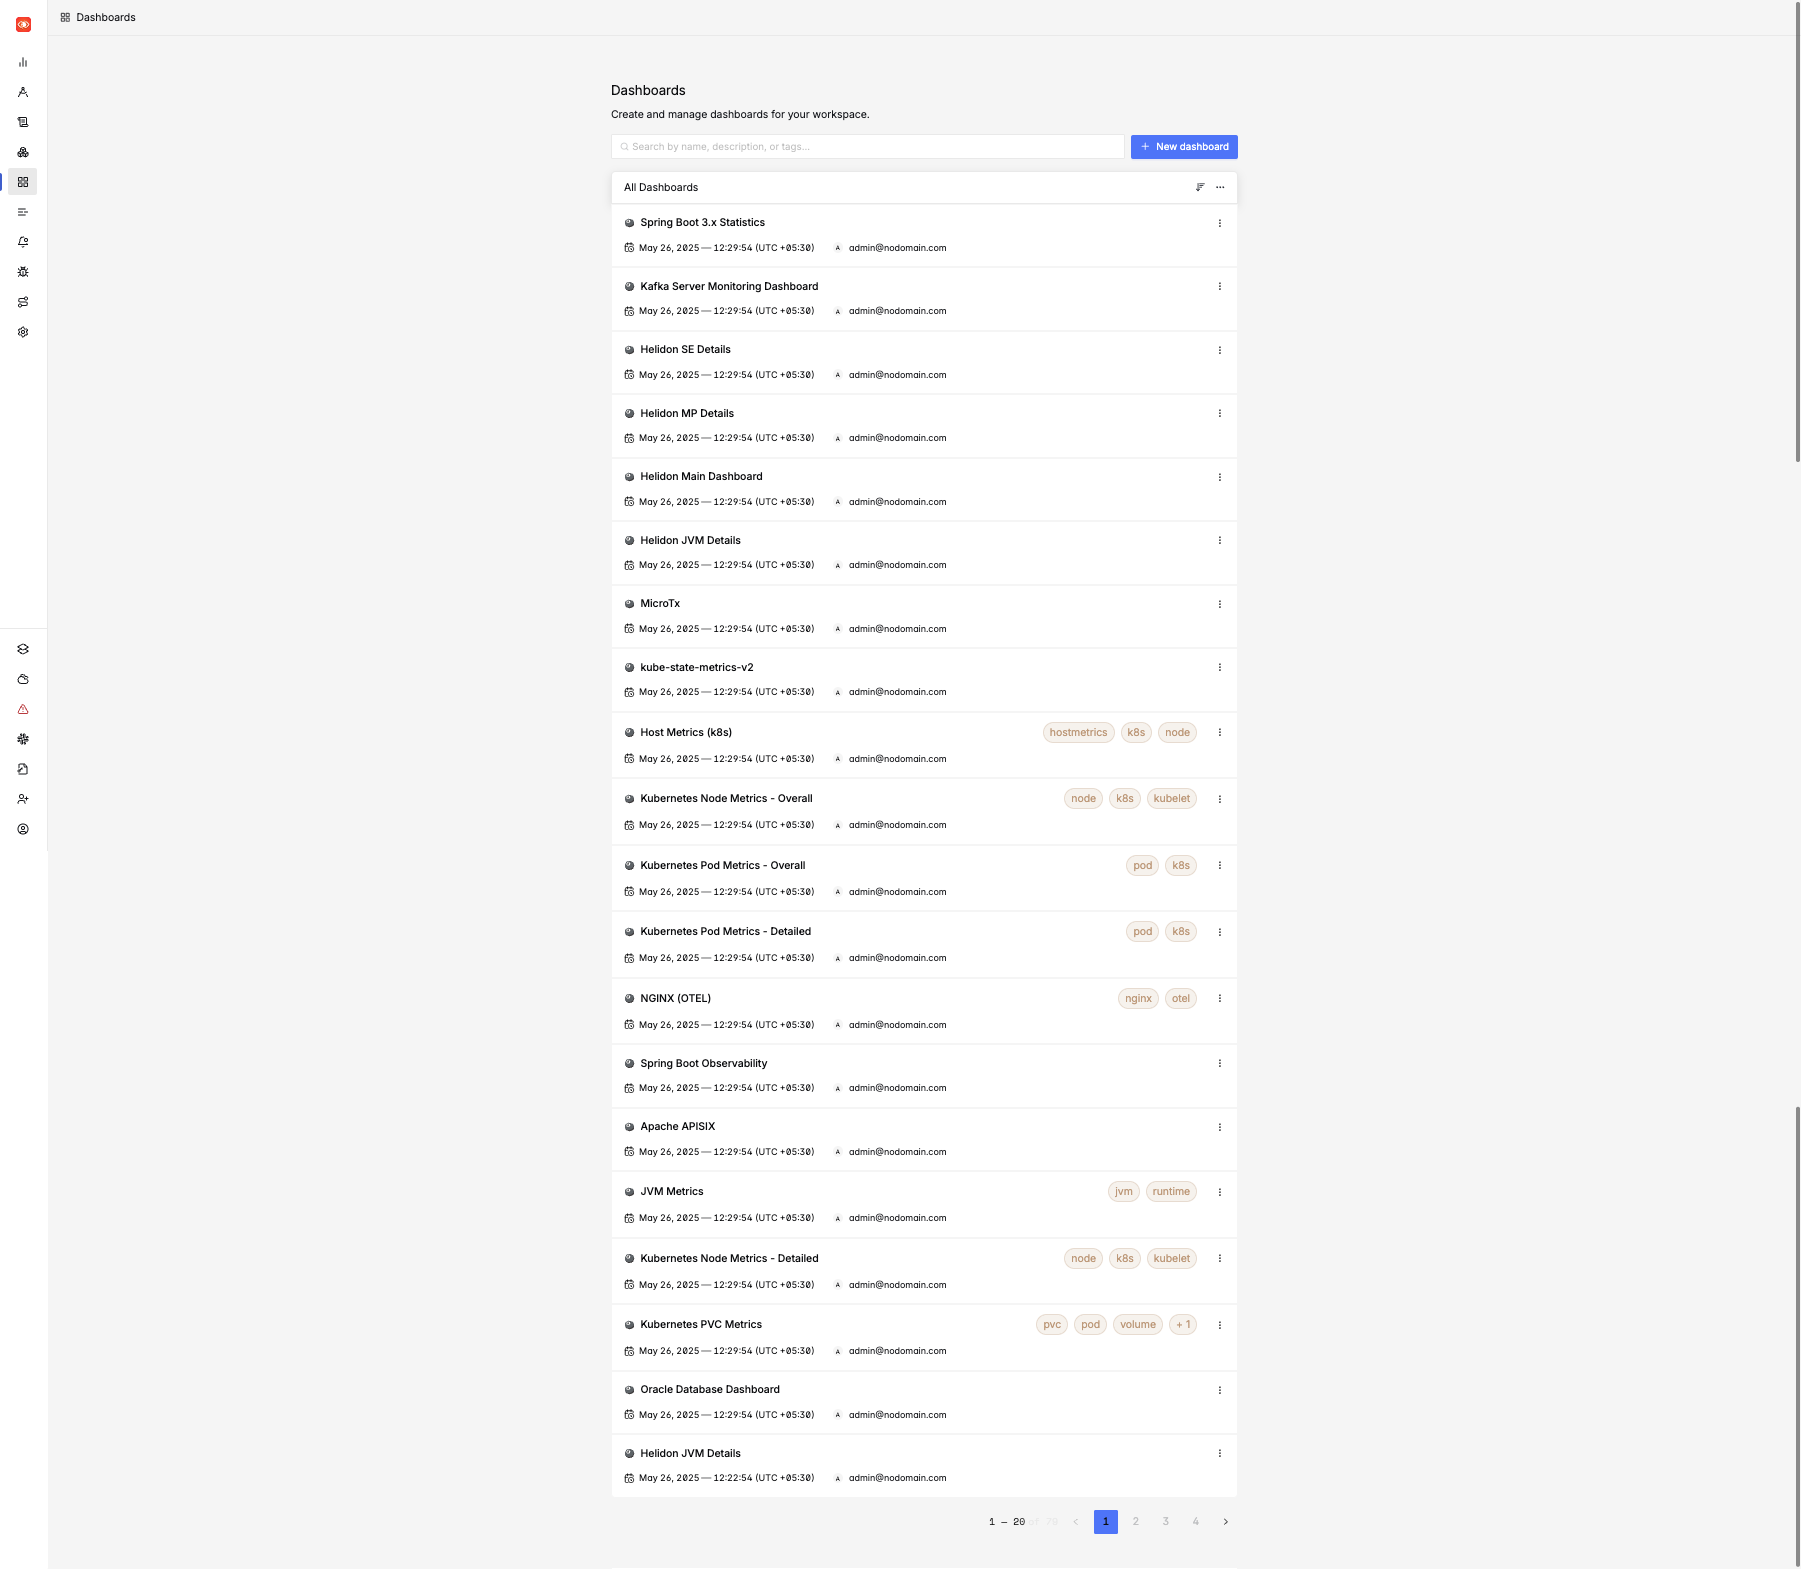 Dashboards
Dashboards
Create and manage dashboards for your workspace.
Search by name, description, or tags...
New dashboard
All Dashboards
Spring Boot 3.x Statistics
May 26, 2025 — 12:29:54 (UTC +05:30) A admin@nodomain.com
Kafka Server Monitoring Dashboard
May 26, 2025 — 12:29:54 (UTC +05:30) A admin@nodomain.com
Helidon SE Details
May 26, 2025 — 12:29:54 (UTC +05:30) A admin@nodomain.com
Helidon MP Details
May 26, 2025 — 12:29:54 (UTC +05:30) A admin@nodomain.com
Helidon Main Dashboard
May 26, 2025 — 12:29:54 (UTC +05:30) A admin@nodomain.com
Helidon JVM Details
May 26, 2025 — 12:29:54 (UTC +05:30) A admin@nodomain.com
MicroTx
May 26, 2025 — 12:29:54 (UTC +05:30) A admin@nodomain.com
kube-state-metrics-v2
May 26, 2025 — 12:29:54 (UTC +05:30) A admin@nodomain.com
Host Metrics (k8s) hostmetrics k8s node
May 26, 2025 — 12:29:54 (UTC +05:30) A admin@nodomain.com
Kubernetes Node Metrics - Overall node k8s kubelet
May 26, 2025 — 12:29:54 (UTC +05:30) A admin@nodomain.com
Kubernetes Pod Metrics - Overall pod k8s
May 26, 2025 — 12:29:54 (UTC +05:30) A admin@nodomain.com
Kubernetes Pod Metrics - Detailed pod k8s
May 26, 2025 — 12:29:54 (UTC +05:30) A admin@nodomain.com
NGINX (OTEL) nginx otel
May 26, 2025 — 12:29:54 (UTC +05:30) A admin@nodomain.com
Spring Boot Observability
May 26, 2025 — 12:29:54 (UTC +05:30) A admin@nodomain.com
Apache APISIX
May 26, 2025 — 12:29:54 (UTC +05:30) A admin@nodomain.com
JVM Metrics jvm runtime
May 26, 2025 — 12:29:54 (UTC +05:30) A admin@nodomain.com
Kubernetes Node Metrics - Detailed node k8s kubelet
May 26, 2025 — 12:29:54 (UTC +05:30) A admin@nodomain.com
Kubernetes PVC Metrics pvc pod volume + 1
May 26, 2025 — 12:29:54 (UTC +05:30) A admin@nodomain.com
Oracle Database Dashboard
May 26, 2025 — 12:29:54 (UTC +05:30) A admin@nodomain.com
Helidon JVM Details
May 26, 2025 — 12:22:54 (UTC +05:30) A admin@nodomain.com
1 — 20 of 79 < 1 2 3 4 >